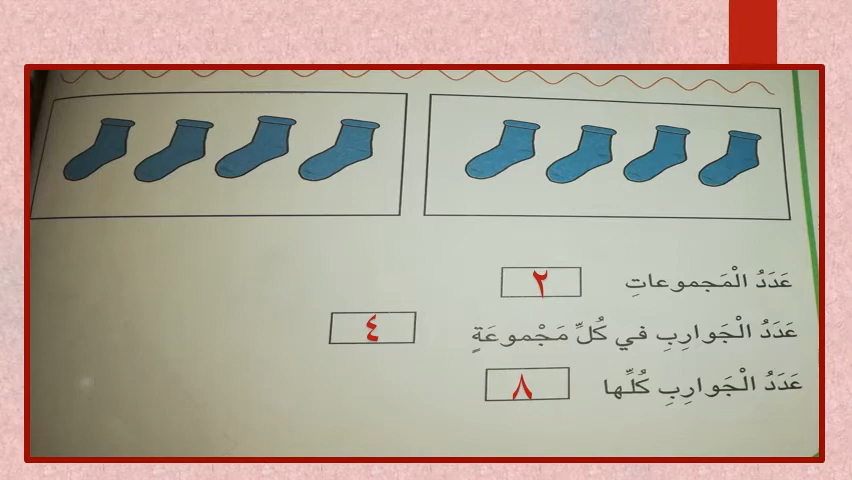 عَدَدُ الْمَجموعاتِ ٢
عَدَدُ الْجَوارِبِ في كُلِّ مَجْموعَةٍ ٤
عَدَدُ الْجَوارِبِ كُلِّها ٨